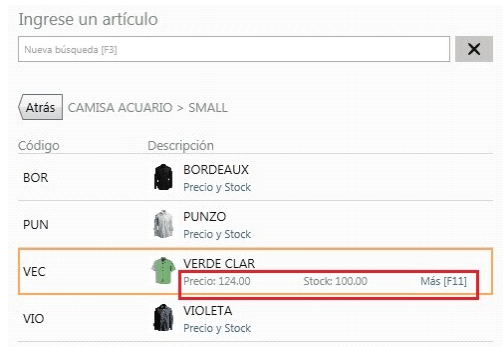 Ingrese un artículo
Nueva búsqueda [F3]
Atrás CAMISA ACUARIO > SMALL
Código Descripción
BOR BORDEAUX
Precio y Stock
PUN PUNZO
Precio y Stock
VEC VERDE CLAR
Precio: 124.00 Stock: 100.00 Más [F11]
VIO VIOLETA
Precio y Stock